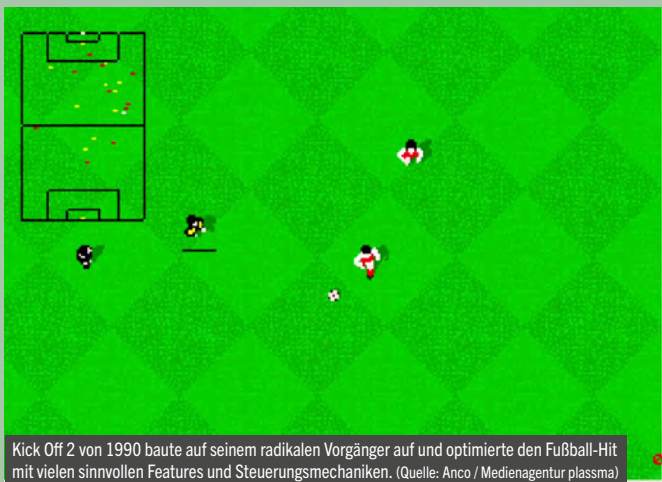 Kick Off 2 von 1990 baute auf seinem radikalen Vorgänger auf und optimierte den Fußball-Hit
mit vielen sinnvollen Features und Steuerungsmechaniken. (Quelle: Anco / Medienagentur plassma)